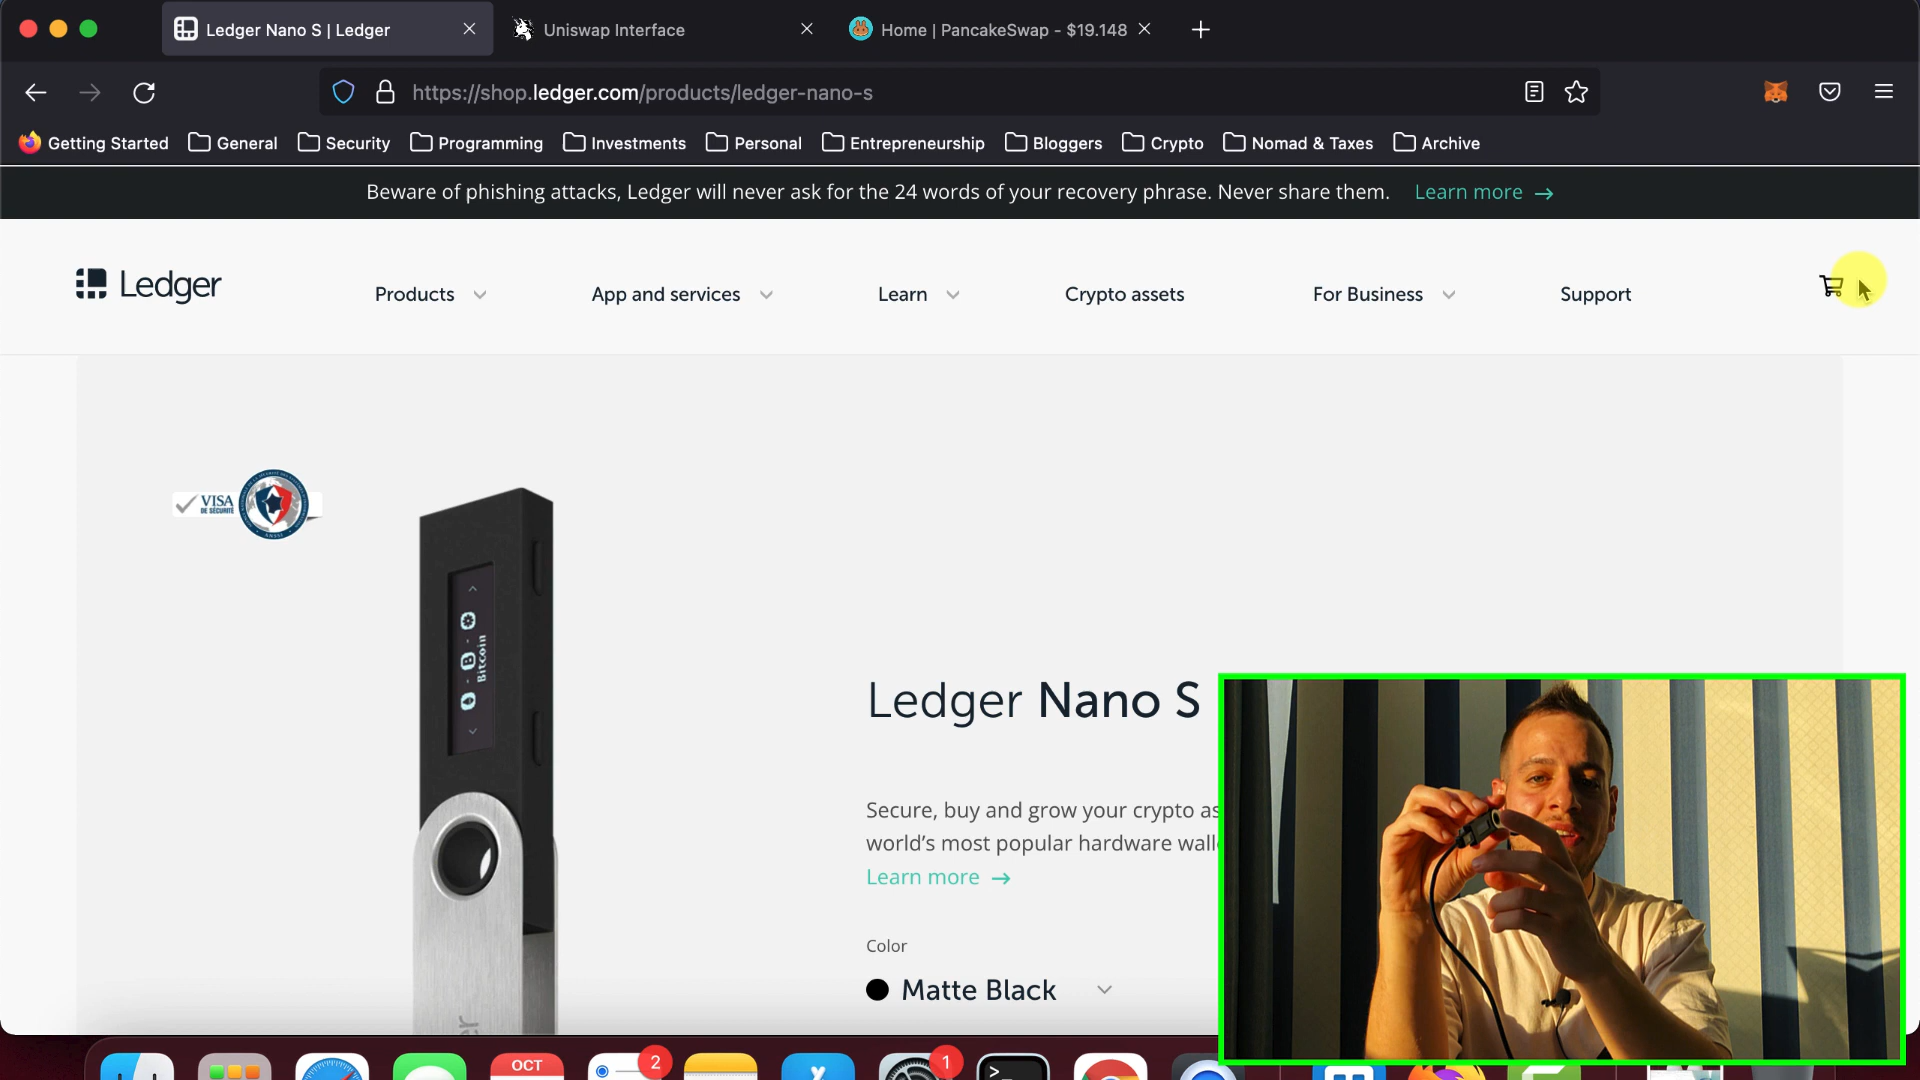 Ledger Nano S | Ledger
Uniswap Interface
Home | PancakeSwap - $19.148
https://shop.ledger.com/products/ledger-nano-s
Getting Started
General
Security
Programming
Investments
Personal
Entrepreneurship
Bloggers
Crypto
Nomad & Taxes
Archive
Beware of phishing attacks, Ledger will never ask for the 24 words of your recovery phrase. Never share them. Learn more →
Ledger
Products
App and services
Learn
Crypto assets
For Business
Support
VISA
DE SÉCURITÉ
Bitcoin
Ledger Nano S
Secure, buy and grow your crypto as
world's most popular hardware wall
Learn more →
Color
Matte Black
OCT
2
1